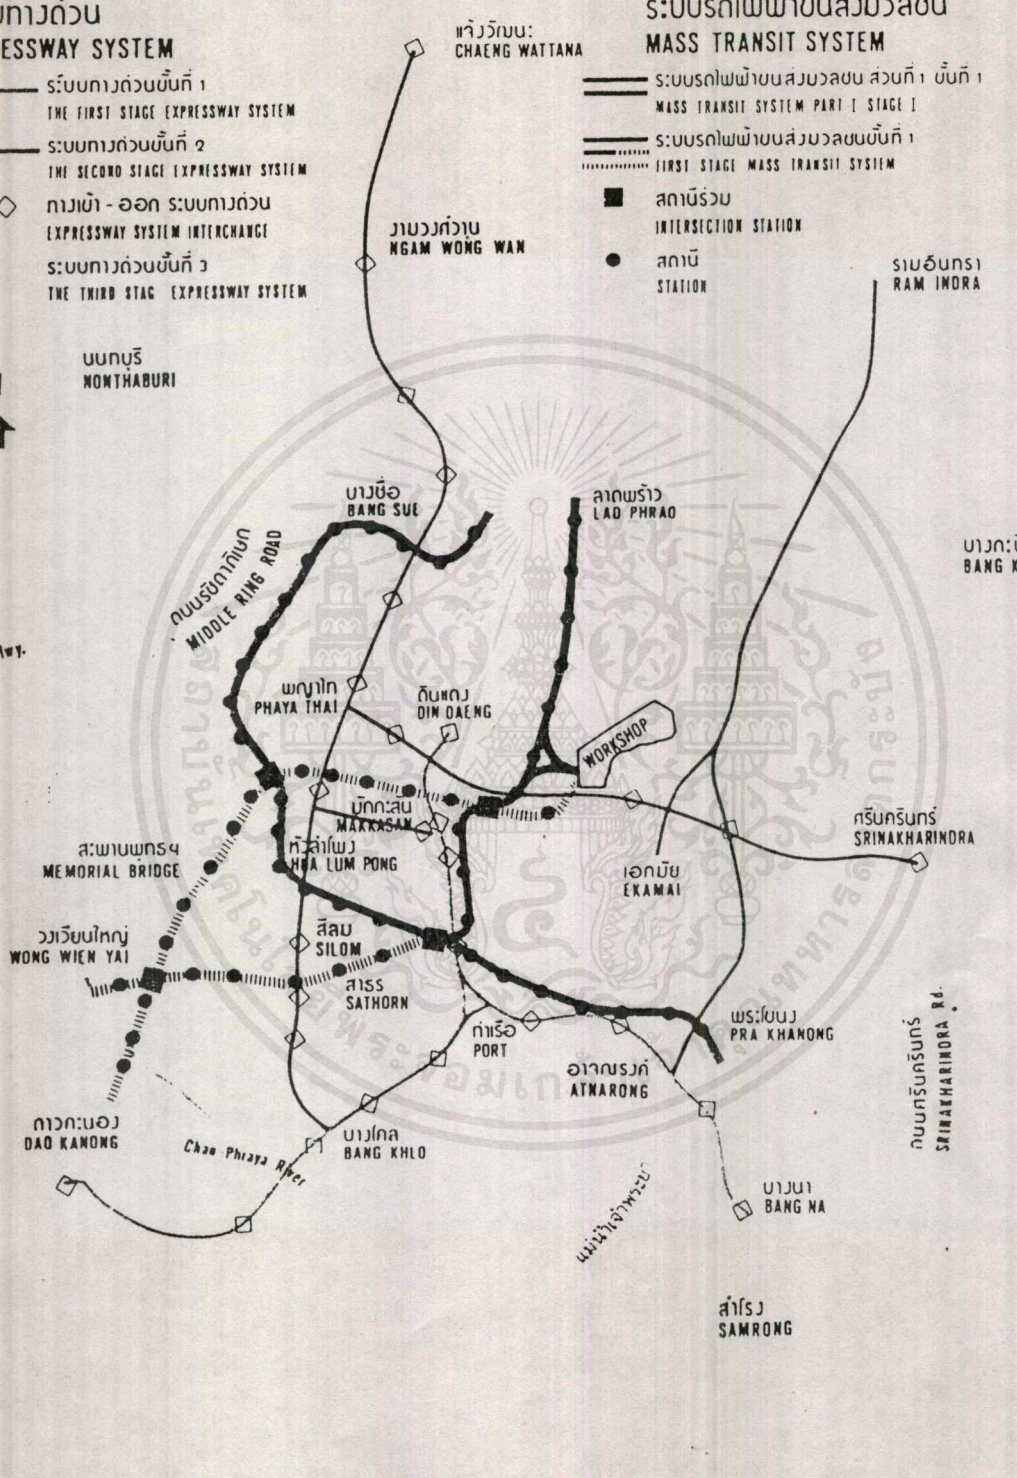 ESSWAY SYSTEM
ระบบทางด่วนขั้นที่ 1
THE FIRST STAGE EXPRESSWAY SYSTEM
ระบบทางด่วนขั้นที่ 2
THE SECOND STAGE EXPRESSWAY SYSTEM
ทางเข้า - ออก ระบบทางด่วน
EXPRESSWAY SYSTEM INTERCHANGE
ระบบทางด่วนขั้นที่ 3
THE THIRD STAG EXPRESSWAY SYSTEM
แจ้งวัฒนะ
CHAENG WATTANA
ระบบรถไฟฟ้าขนส่งมวลชน
MASS TRANSIT SYSTEM
ระบบรถไฟฟ้าขนส่งมวลชน ส่วนที่ 1 ขั้นที่ 1
MASS TRANSIT SYSTEM PART I STAGE I
ระบบรถไฟฟ้าขนส่งมวลชนขั้นที่ 1
FIRST STAGE MASS TRANSIT SYSTEM
สถานีร่วม
INTERSECTION STATION
สถานี
STATION
งามวงศ์วาน
NGAM WONG WAN
รามอินทรา
RAM INDRA
นนทบุรี
NONTHABURI
บางซื่อ
BANG SUE
ลาดพร้าว
LAD PHRAO
ถนนรัชดาภิเษก
MIDDLE RING ROAD
พญาไท
PHAYA THAI
ดินแดง
DIN DAENG
WORKSHOP
มักกะสัน
MAKKASAN
หัวลำโพง
HUA LUM PONG
สะพานพุทธฯ
MEMORIAL BRIDGE
เอกมัย
EKAMAI
ศรีนครินทร์
SRINAKHARINDRA
วงเวียนใหญ่
WONG WIEN YAI
สีลม
SILOM
สาธร
SATHORN
ท่าเรือ
PORT
พระโขนง
PRA KHANONG
อาจณรงค์
ATNARONG
ถนนศรีนครินทร์
SRINAKHARINDRA Rd.
ดาวคะนอง
DAO KANONG
Chao Phraya River
บางโคล่
BANG KHLO
บางนา
BANG NA
สำโรง
SAMRONG